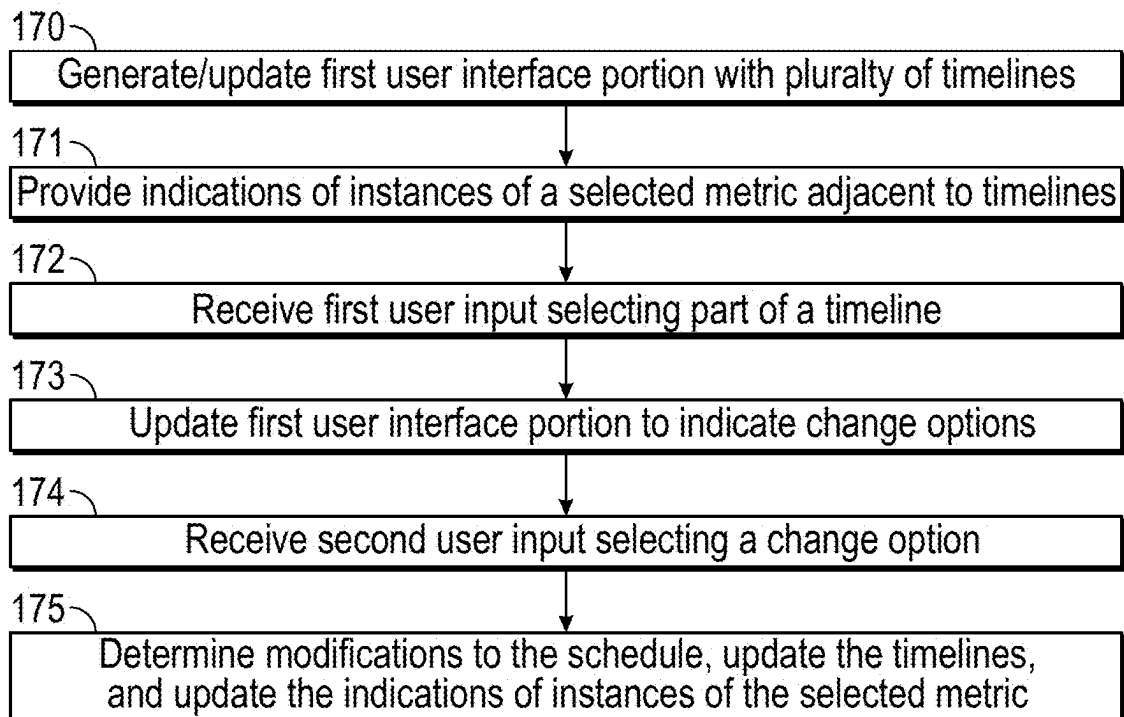 170
Generate/update first user interface portion with pluralty of timelines
171
Provide indications of instances of a selected metric adjacent to timelines
172
Receive first user input selecting part of a timeline
173
Update first user interface portion to indicate change options
174
Receive second user input selecting a change option
175
Determine modifications to the schedule, update the timelines,
and update the indications of instances of the selected metric